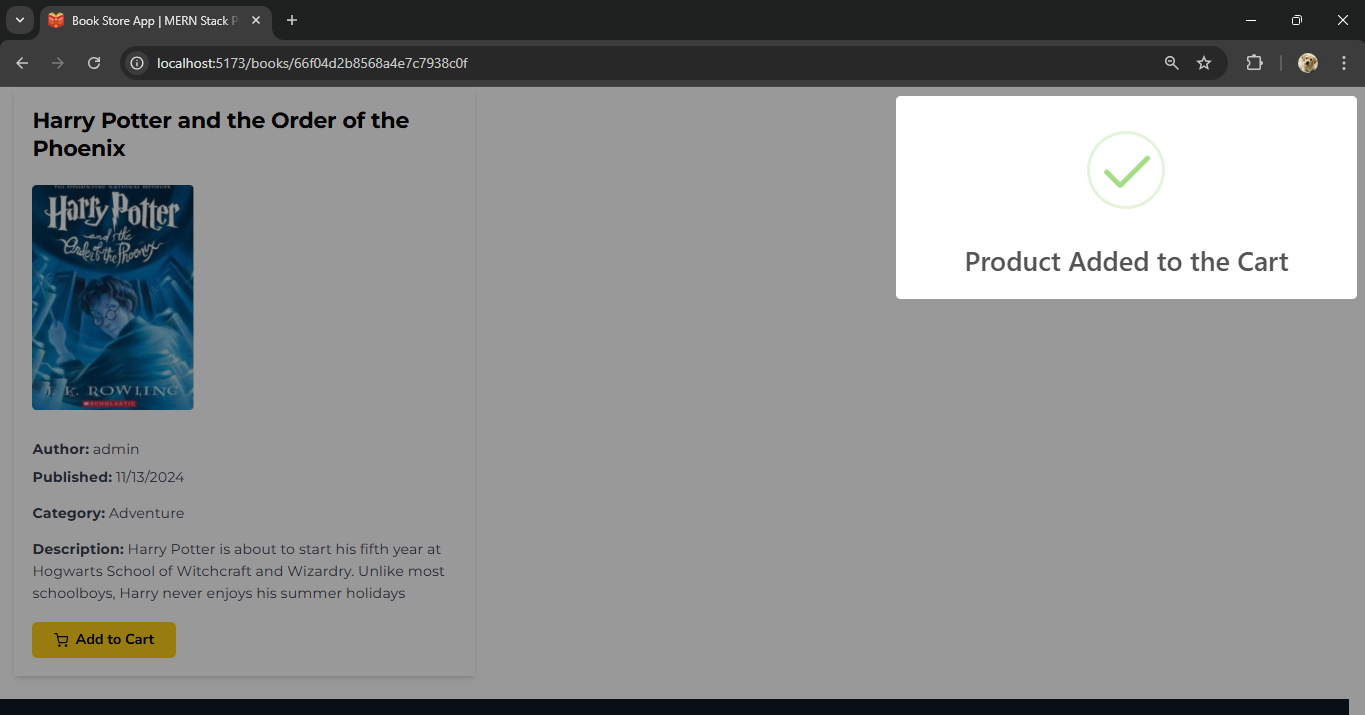 Book Store App | MERN Stack P
localhost:5173/books/66f04d2b8568a4e7c7938c0f
Harry Potter and the Order of the
Phoenix
Harry Potter
and the
Order of the Phoenix
J. K. ROWLING
SCHOLASTIC
Author: admin
Published: 11/13/2024
Category: Adventure
Description: Harry Potter is about to start his fifth year at
Hogwarts School of Witchcraft and Wizardry. Unlike most
schoolboys, Harry never enjoys his summer holidays
Add to Cart
Product Added to the Cart